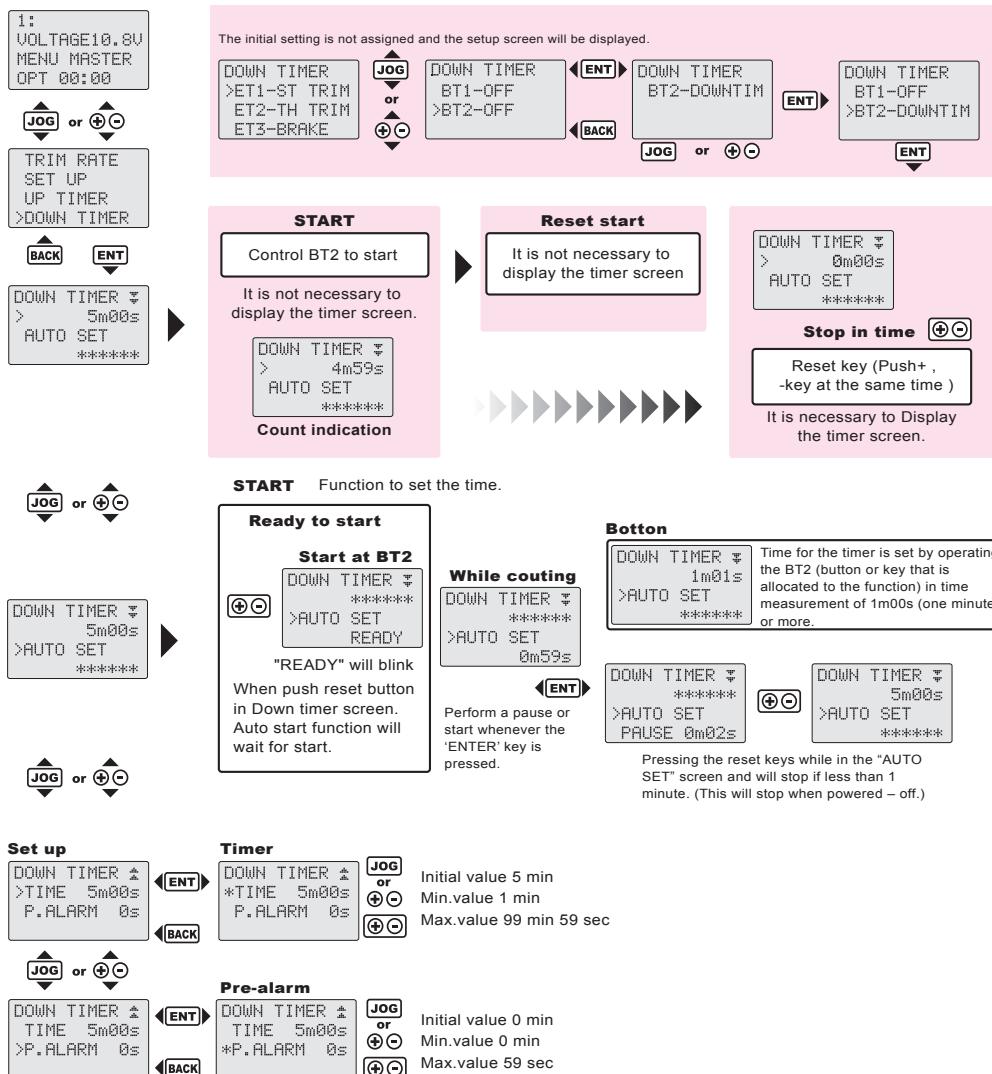 1:
VOLTAGE10.8V
MENU MASTER
OPT 00:00
JOG or
TRIM RATE
SET UP
UP TIMER
>DOWN TIMER
BACK ENT
DOWN TIMER
> 5m00s
AUTO SET
******
The initial setting is not assigned and the setup screen will be displayed.
DOWN TIMER
>ET1-ST TRIM
ET2-TH TRIM
ET3-BRAKE
JOG
or
DOWN TIMER
BT1-OFF
>BT2-OFF
ENT
BACK
DOWN TIMER
BT2-DOWNTIM
JOG or
ENT
DOWN TIMER
BT1-OFF
>BT2-DOWNTIM
ENT
START
Control BT2 to start
It is not necessary to
display the timer screen.
DOWN TIMER
> 4m59s
AUTO SET
******
Count indication
Reset start
It is not necessary to
display the timer screen
DOWN TIMER
> 0m00s
AUTO SET
******
Stop in time
Reset key (Push+ ,
-key at the same time )
It is necessary to Display
the timer screen.
JOG or
DOWN TIMER
5m00s
>AUTO SET
******
JOG or
START Function to set the time.
Ready to start
Start at BT2
DOWN TIMER
******
>AUTO SET
READY
"READY" will blink
When push reset button
in Down timer screen.
Auto start function will
wait for start.
While couting
DOWN TIMER
******
>AUTO SET
0m59s
ENT
Perform a pause or
start whenever the
‘ENTER’ key is
pressed.
Botton
DOWN TIMER
1m01s
>AUTO SET
******
Time for the timer is set by operating
the BT2 (button or key that is
allocated to the function) in time
measurement of 1m00s (one minute
or more.
DOWN TIMER
******
>AUTO SET
PAUSE 0m02s
DOWN TIMER
5m00s
>AUTO SET
******
Pressing the reset keys while in the “AUTO
SET” screen and will stop if less than 1
minute. (This will stop when powered – off.)
Set up
DOWN TIMER
>TIME 5m00s
P.ALARM 0s
ENT
BACK
Timer
DOWN TIMER
*TIME 5m00s
P.ALARM 0s
JOG
or
Initial value 5 min
Min.value 1 min
Max.value 99 min 59 sec
JOG or
DOWN TIMER
TIME 5m00s
>P.ALARM 0s
ENT
BACK
Pre-alarm
DOWN TIMER
TIME 5m00s
*P.ALARM 0s
JOG
or
Initial value 0 min
Min.value 0 min
Max.value 59 sec